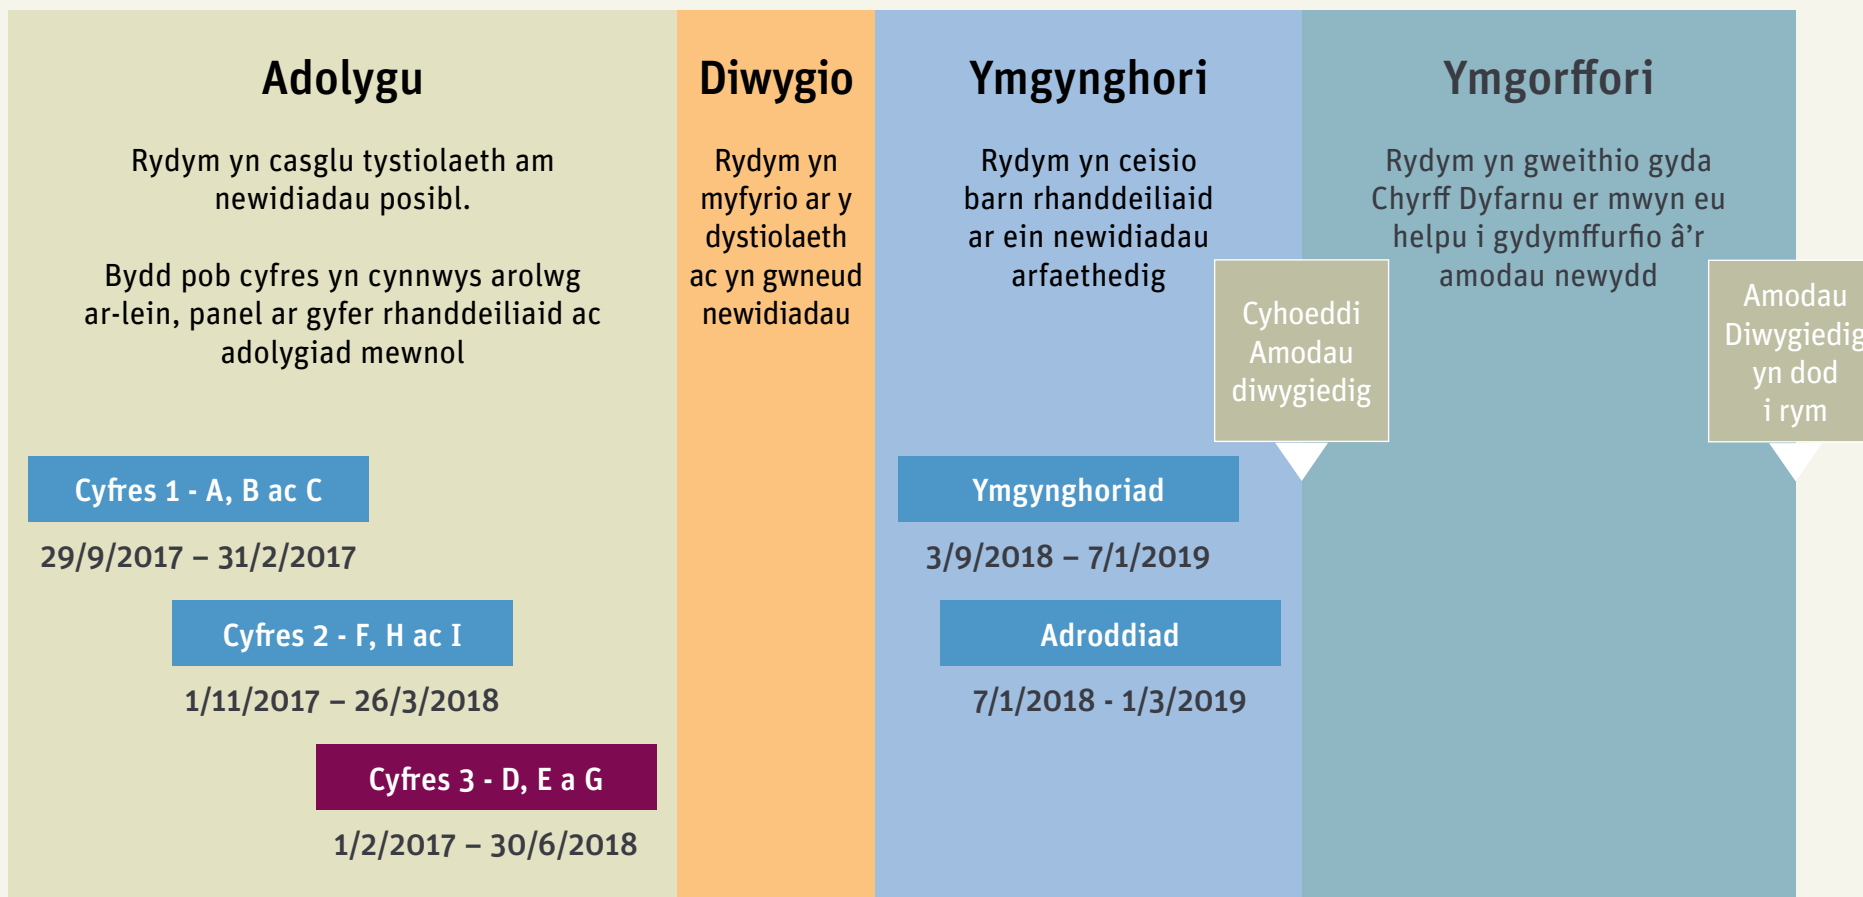 Adolygu
Rydym yn casglu tystiolaeth am
newidiadau posibl.
Bydd pob cyfres yn cynnwys arolwg
ar-lein, panel ar gyfer rhanddeiliaid ac
adolygiad mewnol
Cyfres 1 - A, B ac C
29/9/2017 – 31/2/2017
Cyfres 2 - F, H ac I
1/11/2017 – 26/3/2018
Cyfres 3 - D, E a G
1/2/2017 – 30/6/2018
Diwygio
Rydym yn
myfyrio ar y
dystiolaeth
ac yn gwneud
newidiadau
Ymgynghori
Rydym yn ceisio
barn rhanddeiliaid
ar ein newidiadau
arfaethedig
Cyhoeddi
Amodau
diwygiedig
Ymgynghoriad
3/9/2018 – 7/1/2019
Adroddiad
7/1/2018 - 1/3/2019
Ymgorffori
Rydym yn gweithio gyda
Chyrff Dyfarnu er mwyn eu
helpu i gydymffurfio â’r
amodau newydd
Amodau
Diwygiedig
yn dod
i rym